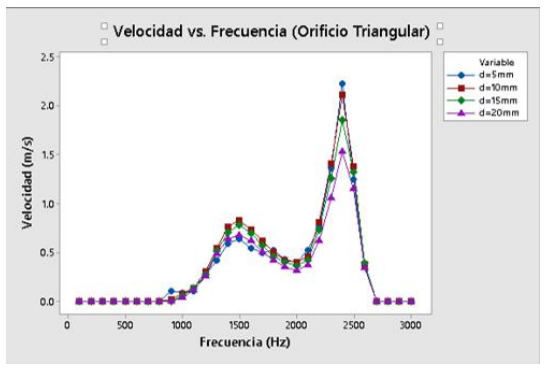 Velocidad vs. Frecuencia (Orificio Triangular)
Variable
d=5mm
d=10mm
d=15mm
d=20mm
Velocidad (m/s)
2.5
2.0
1.5
1.0
0.5
0.0
0 500 1000 1500 2000 2500 3000
Frecuencia (Hz)